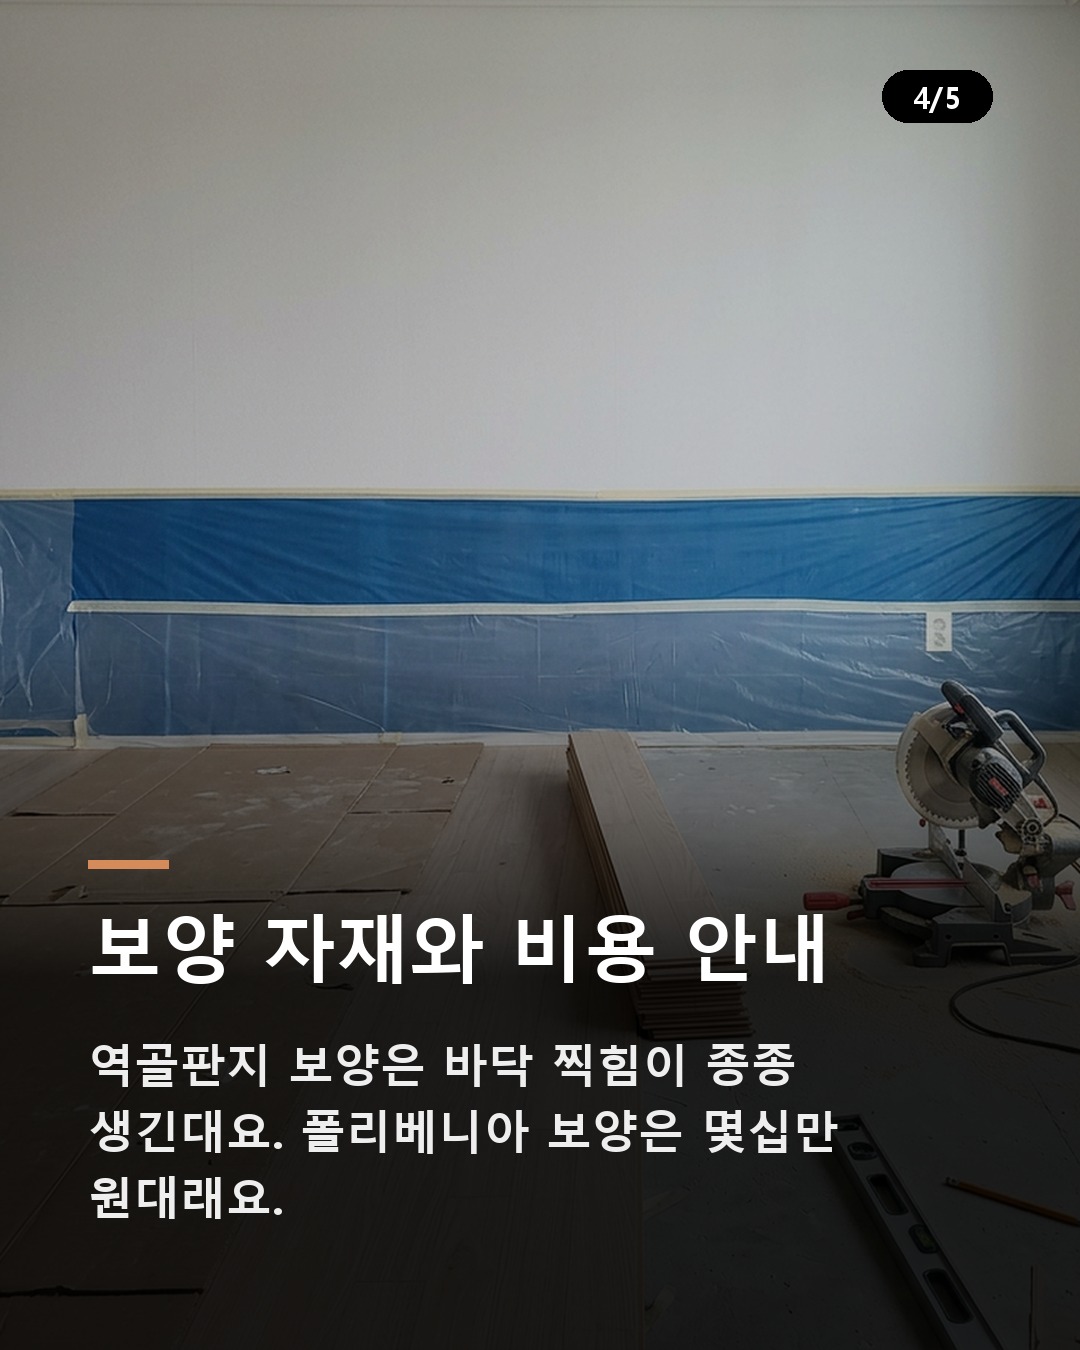 4/5
보양 자재와 비용 안내
역골판지 보양은 바닥 찍힘이 종종
생긴대요. 폴리베니아 보양은 몇십만
원대래요.